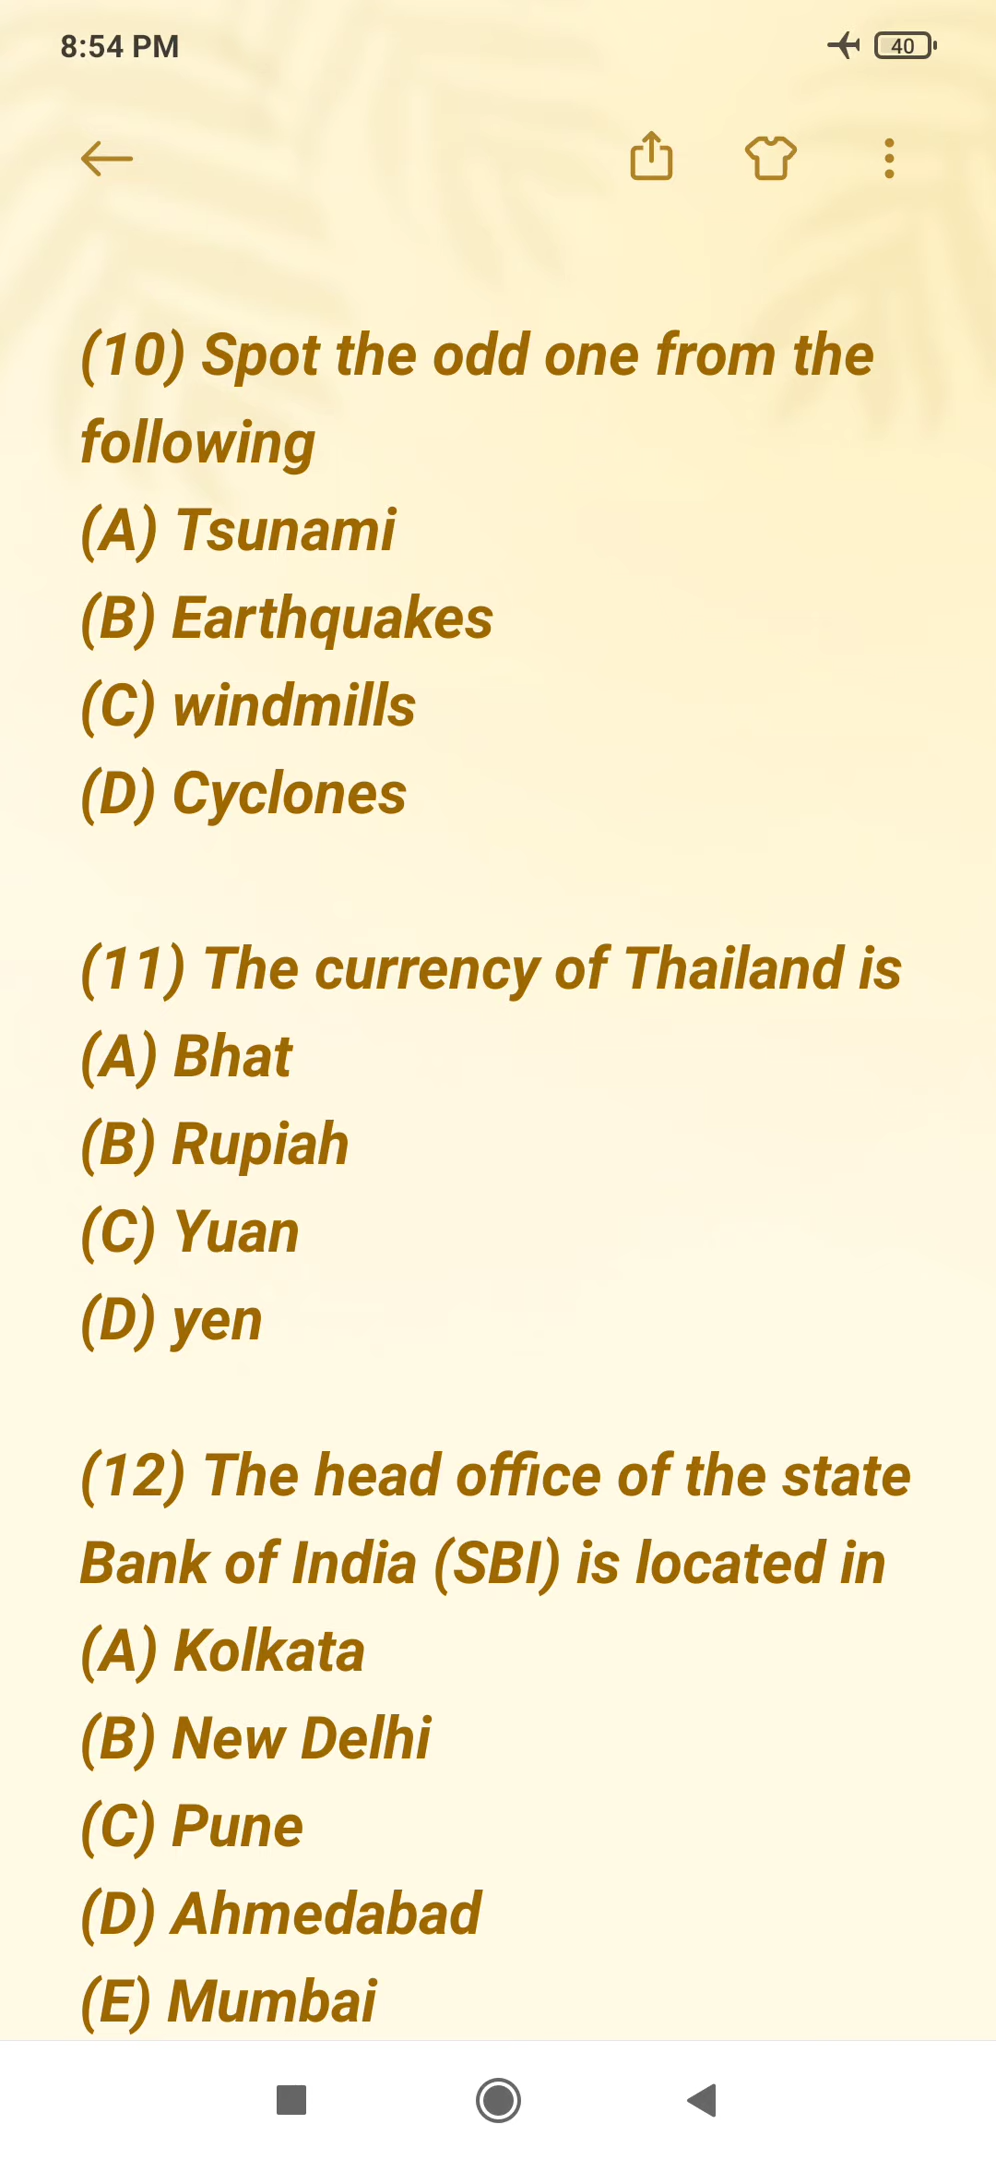 8:54 PM
40
(10) Spot the odd one from the
following
(A) Tsunami
(B) Earthquakes
(C) windmills
(D) Cyclones
(11) The currency of Thailand is
(A) Bhat
(B) Rupiah
(C) Yuan
(D) yen
(12) The head office of the state
Bank of India (SBI) is located in
(A) Kolkata
(B) New Delhi
(C) Pune
(D) Ahmedabad
(E) Mumbai